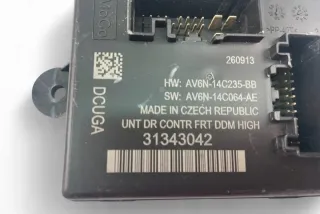 260913
HW: AV6N-14C235-BB
SW: AV6N-14C064-AE
DCUGA
MADE IN CZECH REPUBLIC
UNT DR CONTR FRT DDM HIGH
31343042